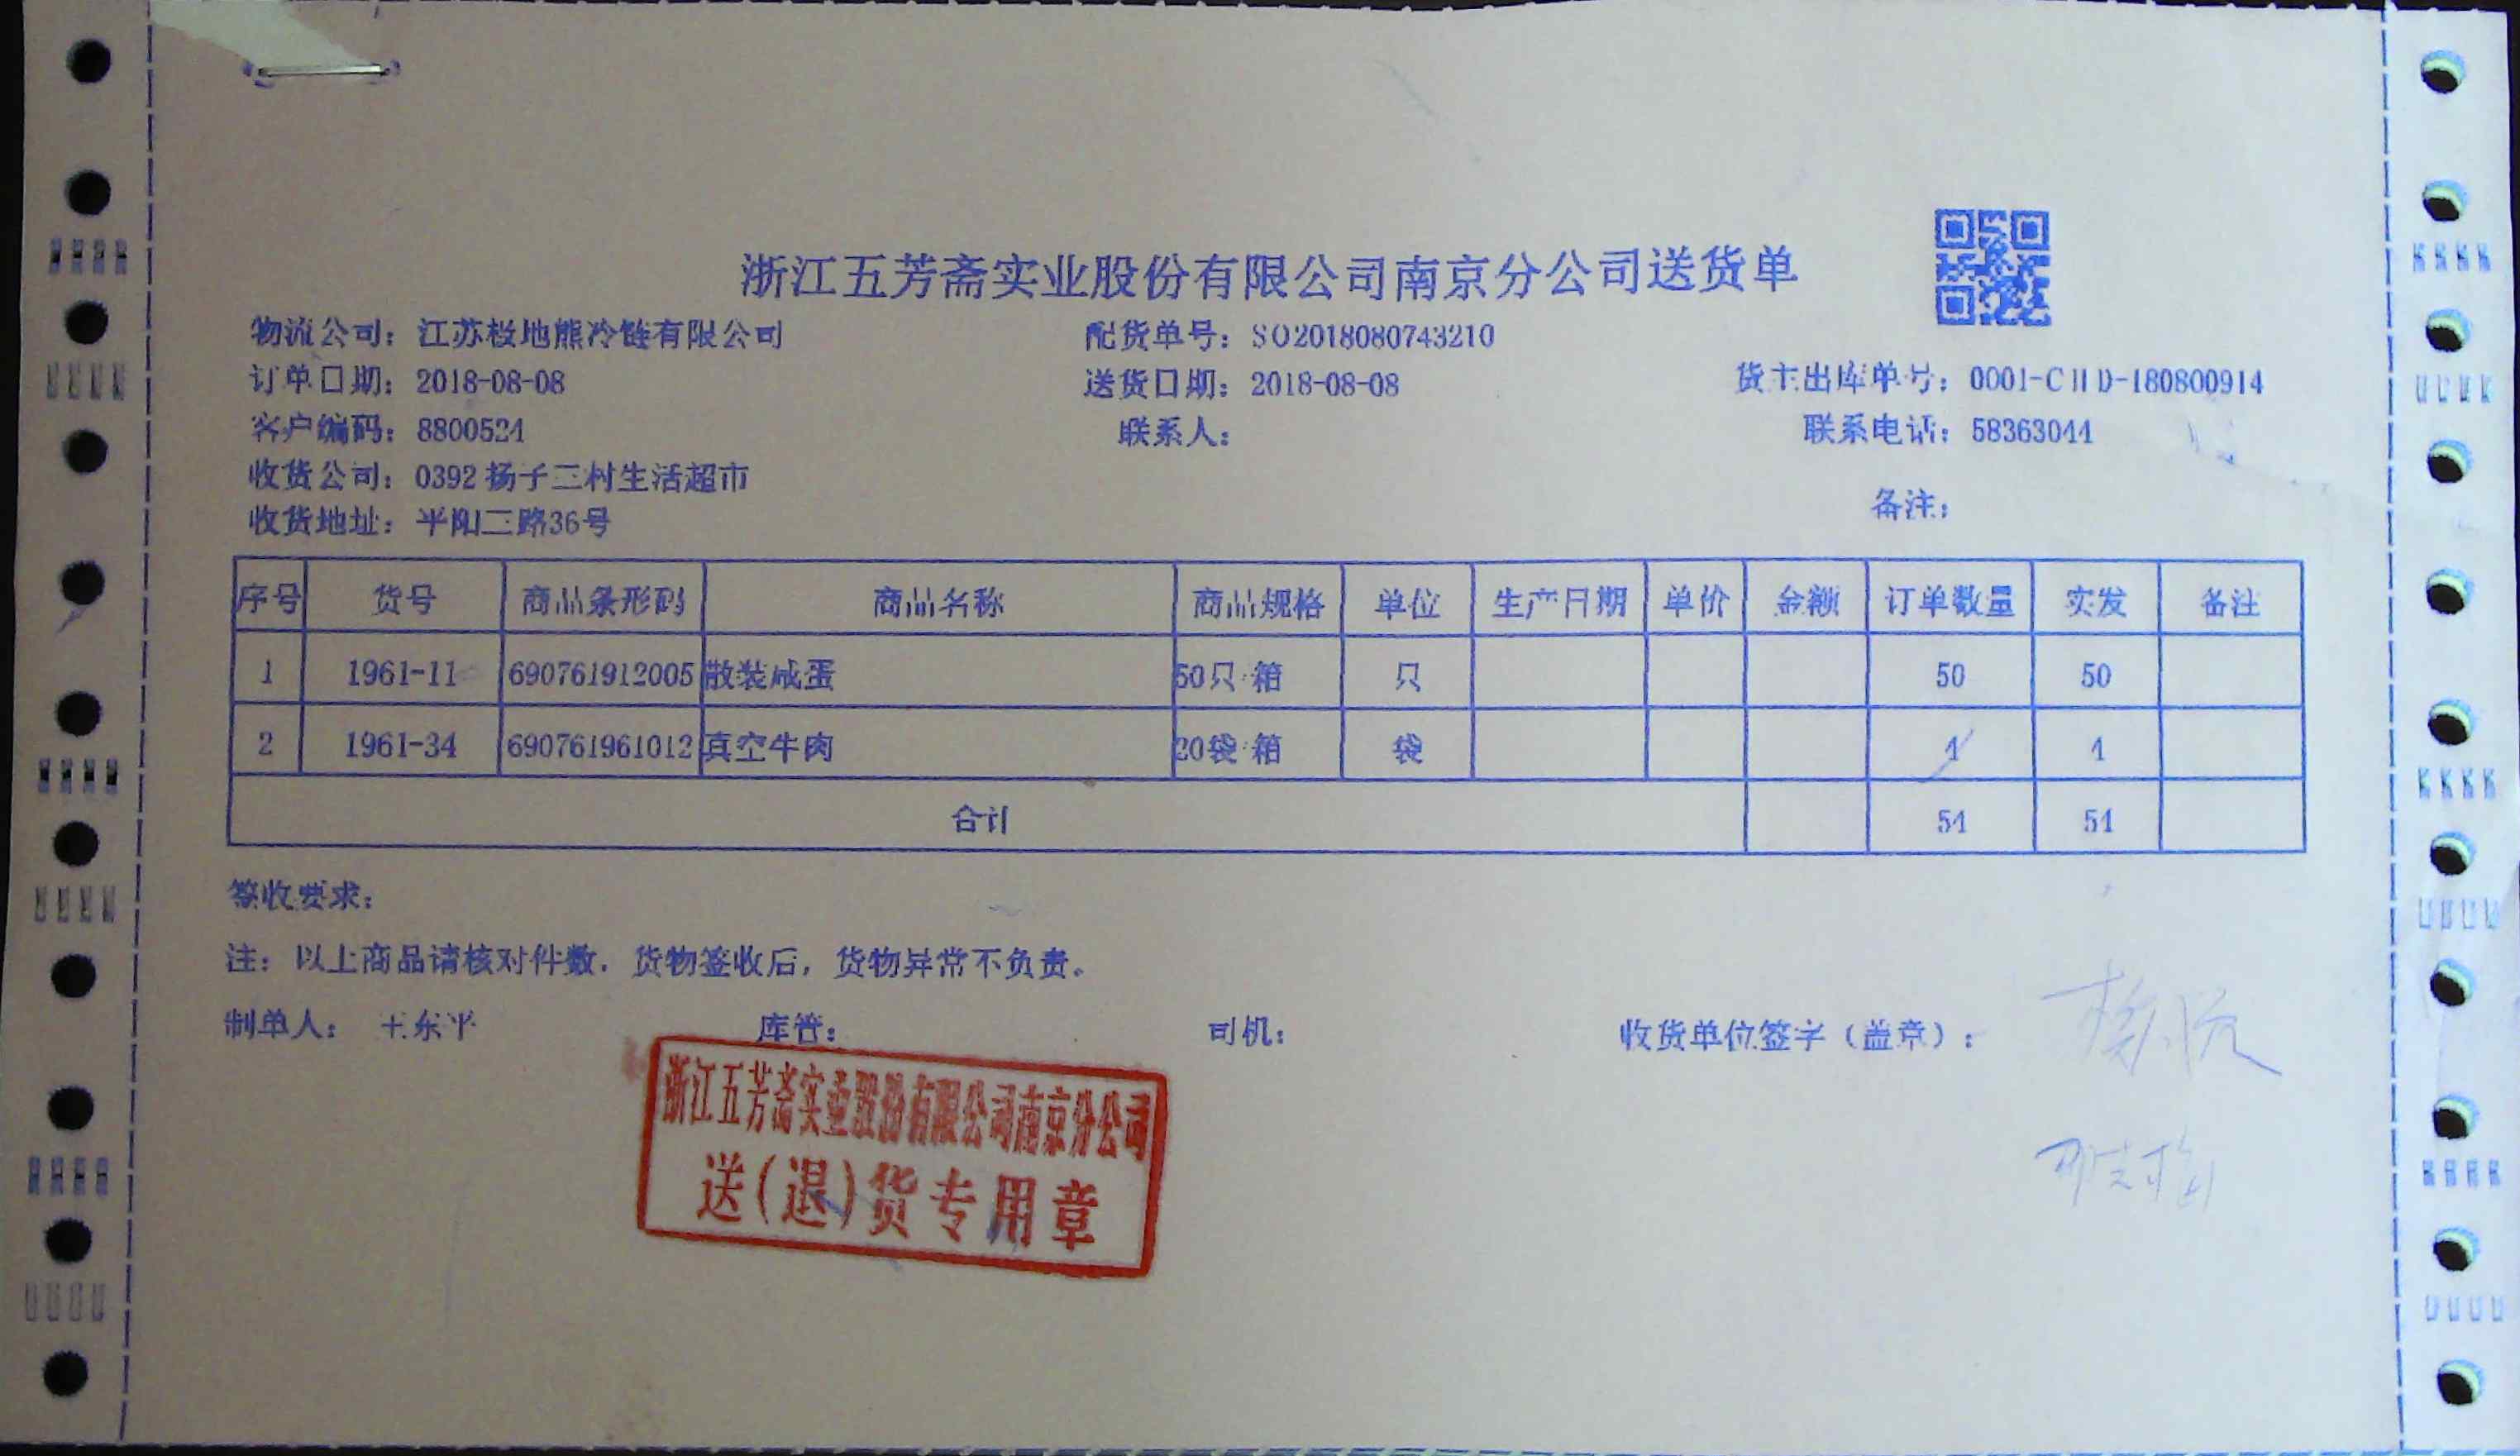 浙江五芳斋实业股份有限公司南京分公司送货单
物流公司：江苏极地熊冷链有限公司 配货单号：SO2018080743210
订单日期：2018-08-08 送货日期：2018-08-08 货主出库单号：0001-CHD-180800914
客户编码：8800524 联系人： 联系电话：58363044
收货公司：0392 扬子三村生活超市
收货地址：平阳二路36号 备注：
序号 货号 商品条形码 商品名称 商品规格 单位 生产日期 单价 金额 订单数量 实发 备注
1 1961-11 690761912005 散装咸蛋 50只/箱 只 50 50
2 1961-34 690761961012 真空牛肉 20袋/箱 袋 1 1
合计 51 51
签收要求：
注：以上商品请核对件数，货物签收后，货物异常不负责。
制单人： 王东平 库管： 司机： 收货单位签字（盖章）：
浙江五芳斋实业股份有限公司南京分公司
送(退)货专用章